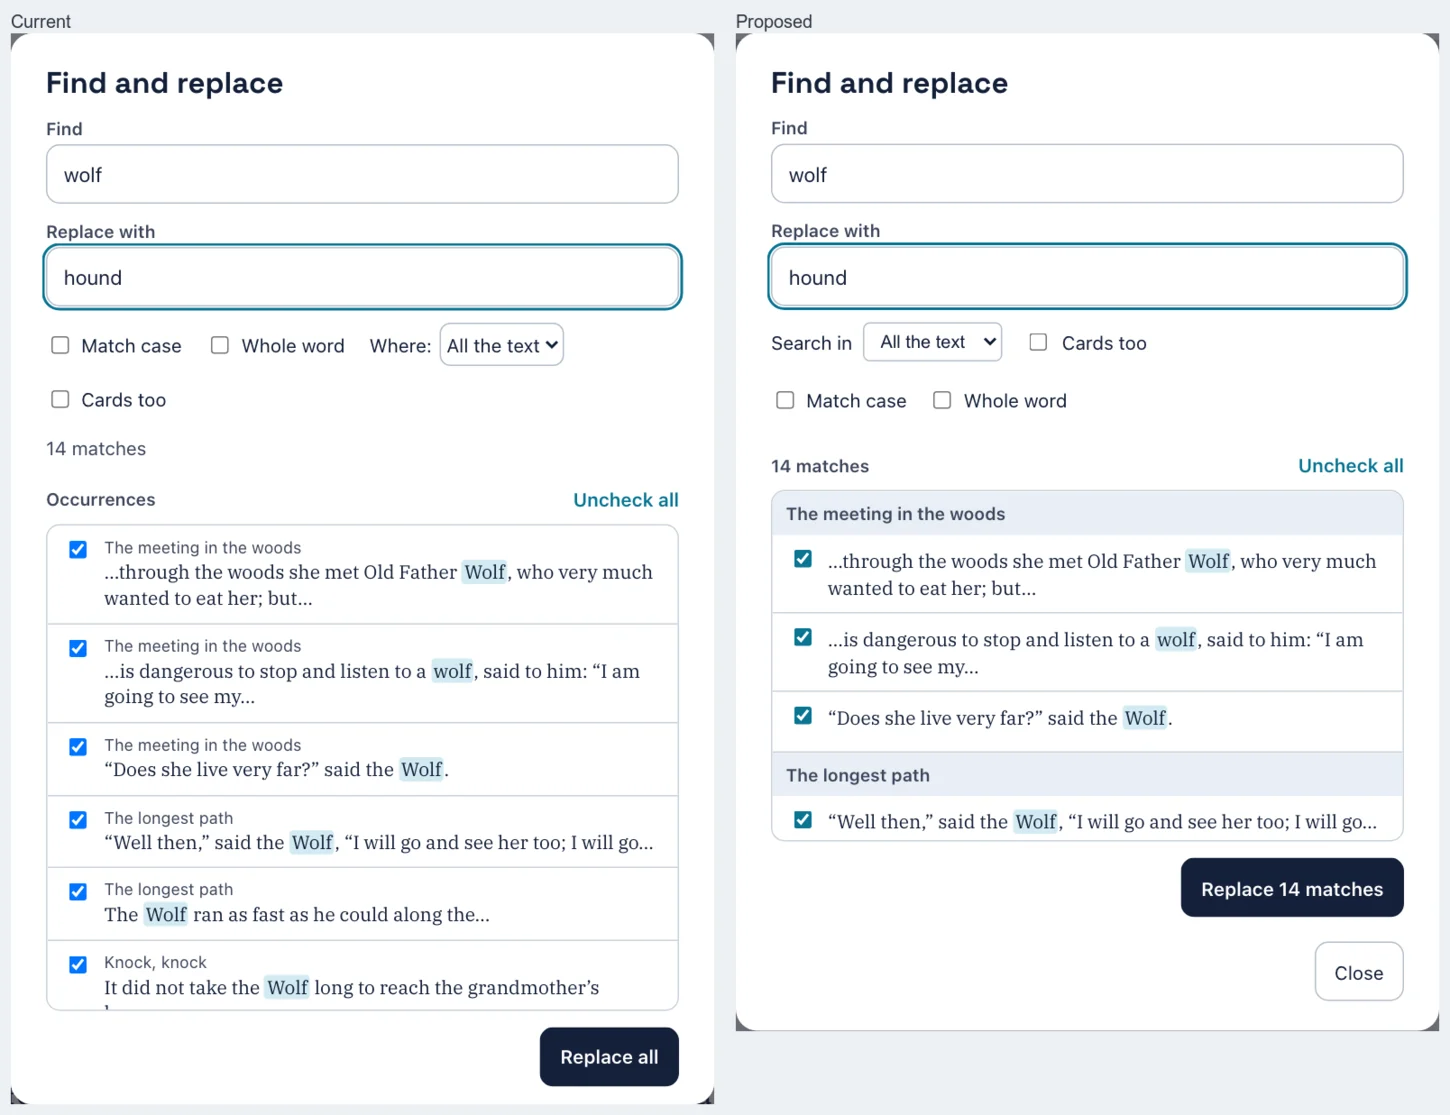 Current
Find and replace
Find
wolf
Replace with
hound
Match case Whole word Where: All the text
Cards too
14 matches
Occurrences Uncheck all
The meeting in the woods
...through the woods she met Old Father Wolf, who very much
wanted to eat her; but...
The meeting in the woods
...is dangerous to stop and listen to a wolf, said to him: “I am
going to see my...
The meeting in the woods
“Does she live very far?” said the Wolf.
The longest path
“Well then,” said the Wolf, “I will go and see her too; I will go...
The longest path
The Wolf ran as fast as he could along the...
Knock, knock
It did not take the Wolf long to reach the grandmother’s
Replace all
Proposed
Find and replace
Find
wolf
Replace with
hound
Search in All the text Cards too
Match case Whole word
14 matches Uncheck all
The meeting in the woods
...through the woods she met Old Father Wolf, who very much
wanted to eat her; but...
...is dangerous to stop and listen to a wolf, said to him: “I am
going to see my...
“Does she live very far?” said the Wolf.
The longest path
“Well then,” said the Wolf, “I will go and see her too; I will go...
Replace 14 matches
Close